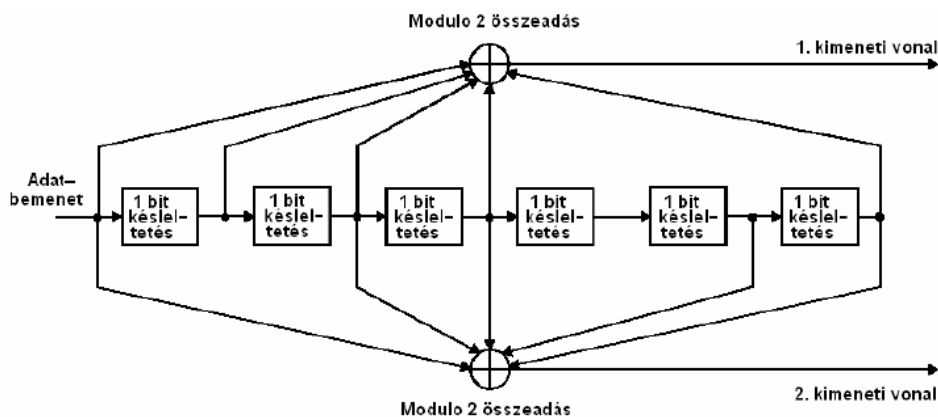 Modulo 2 összeadás
1. kimeneti vonal
Adat–
bemenet
1 bit
késlel-
tetés
1 bit
késlel-
tetés
1 bit
késlel-
tetés
1 bit
késlel-
tetés
1 bit
késlel-
tetés
1 bit
késlel-
tetés
2. kimeneti vonal
Modulo 2 összeadás